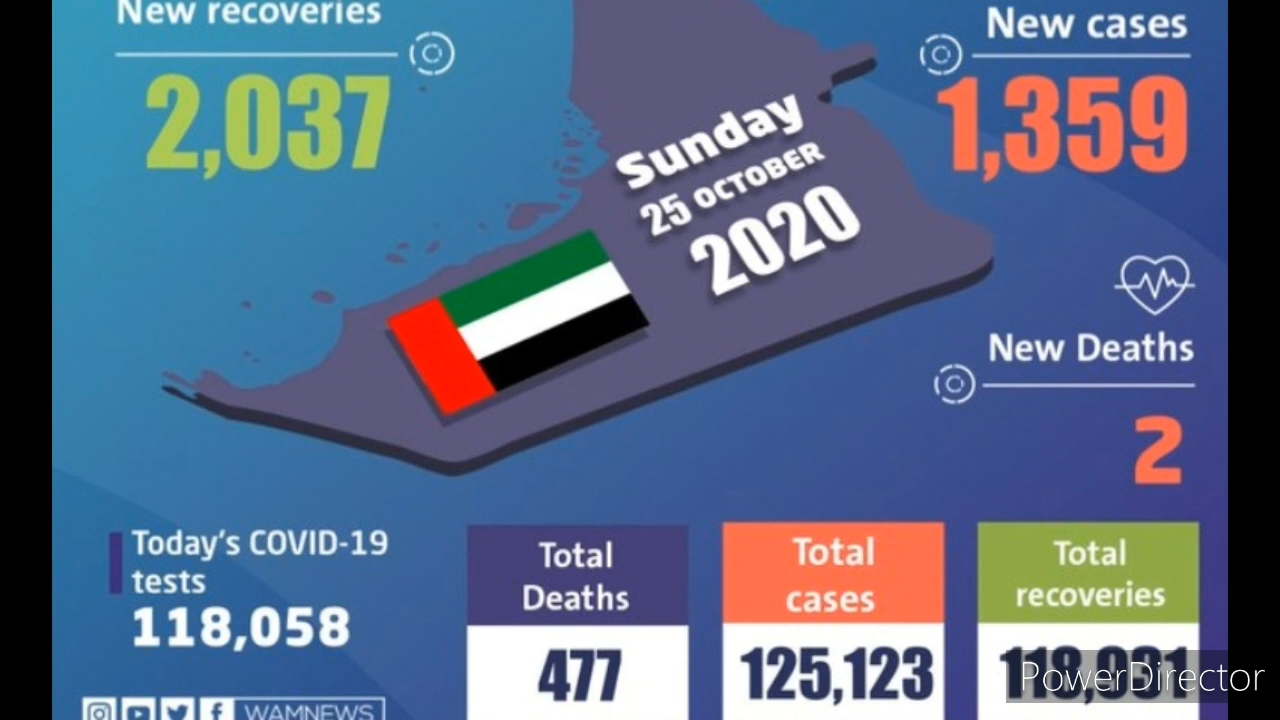 New recoveries
2,037
New cases
1,359
Sunday
25 OCTOBER
2020
New Deaths
2
Today's COVID-19
tests
118,058
Total
Deaths
477
Total
cases
125,123
Total
recoveries
PowerDirector
WAMNEWS